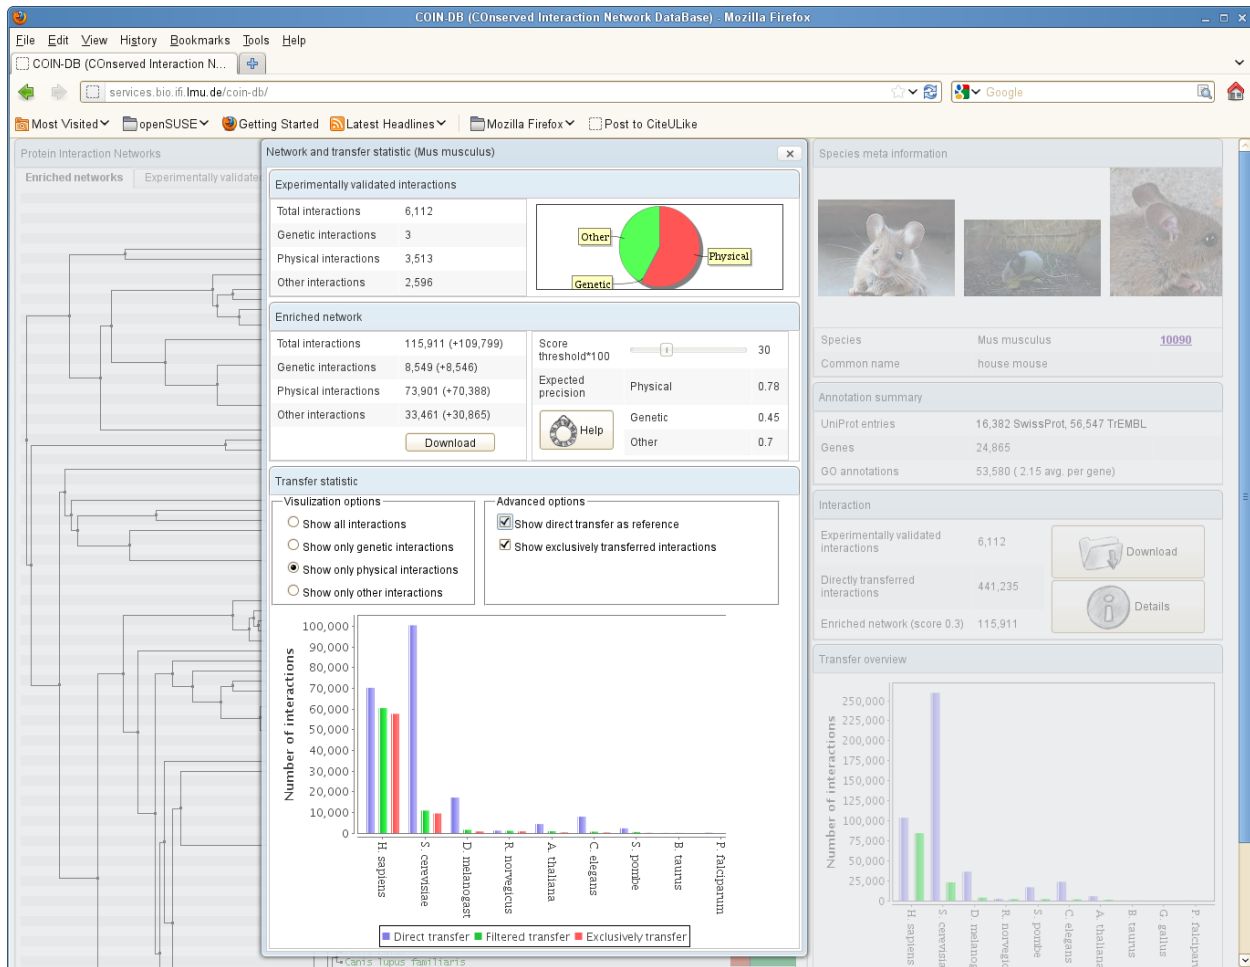 COIN-DB (COnserved Interaction Network DataBase) - Mozilla Firefox
File Edit View History Bookmarks Tools Help
COIN-DB (COnserved Interaction N...
services.bio.ifi.lmu.de/coin-db/
Google
Most Visited openSUSE Getting Started Latest Headlines Mozilla Firefox Post to CiteULike
Protein Interaction Networks
Enriched networks Experimentally validate
Canis lupus familiaris
Network and transfer statistic (Mus musculus)
Experimentally validated interactions
Total interactions 6,112
Genetic interactions 3
Physical interactions 3,513
Other interactions 2,596
Other
Physical
Genetic
Enriched network
Total interactions 115,911 (+109,799)
Genetic interactions 8,549 (+8,546)
Physical interactions 73,901 (+70,388)
Other interactions 33,461 (+30,865)
Download
Score
threshold*100
30
Expected
precision
Physical 0.78
Genetic 0.45
Other 0.7
Help
Transfer statistic
Visulization options
Show all interactions
Show only genetic interactions
Show only physical interactions
Show only other interactions
Advanced options
Show direct transfer as reference
Show exclusively transferred interactions
Number of interactions
100,000
90,000
80,000
70,000
60,000
50,000
40,000
30,000
20,000
10,000
0
H. sapiens
S. cerevisiae
D. melanogast
R. norvegicus
A. thaliana
C. elegans
S. pombe
B. taurus
P. falciparum
Direct transfer Filtered transfer Exclusively transfer
Species meta information
Species Mus musculus 10090
Common name house mouse
Annotation summary
UniProt entries 16,382 SwissProt, 56,547 TrEMBL
Genes 24,865
GO annotations 53,580 ( 2.15 avg. per gene)
Interaction
Experimentally validated
interactions
6,112
Directly transferred
interactions
441,235
Enriched network (score 0.3) 115,911
Download
Details
Transfer overview
Number of interactions
250,000
225,000
200,000
175,000
150,000
125,000
100,000
75,000
50,000
25,000
0
H. sapiens
S. cerevisiae
D. melanogast
R. norvegic
S. pombe
C. elegans
A. thaliana
B. taurus
G. gallus
P. falciparu